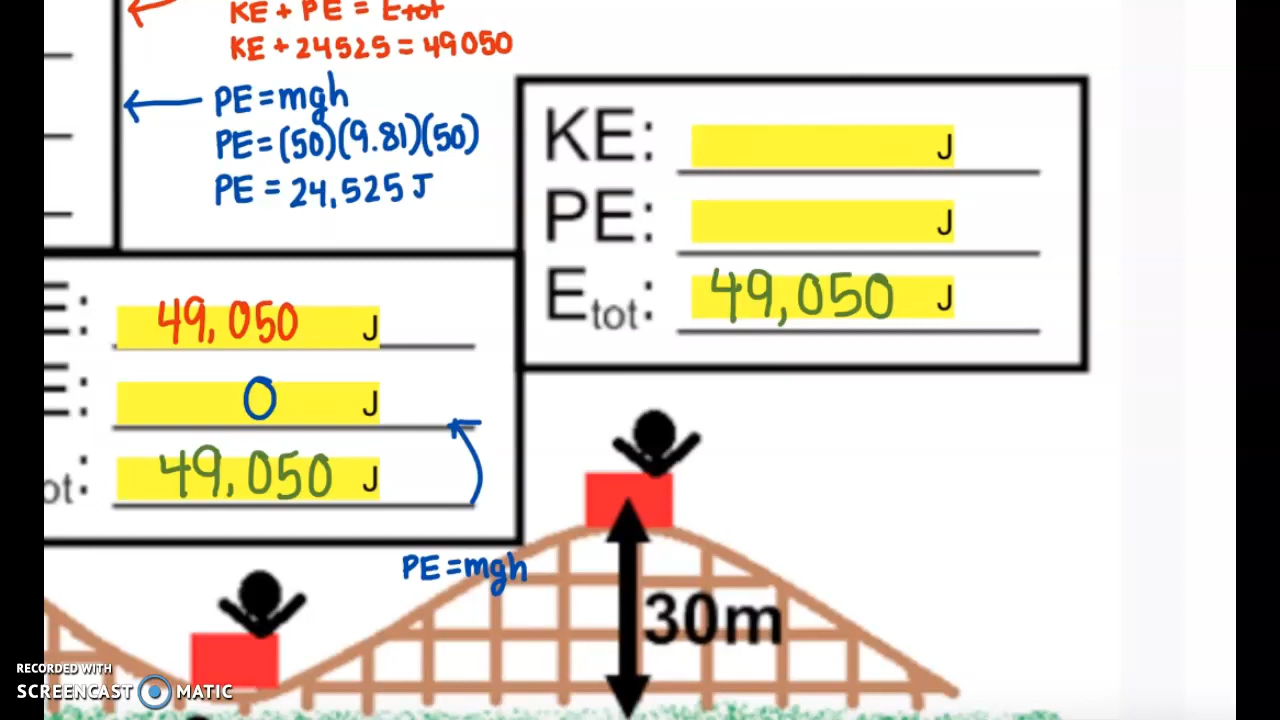 KE + PE = Etot
KE + 24525 = 49050
PE = mgh
PE = (50)(9.81)(50)
PE = 24,525 J
KE: J
PE: J
Etot: 49,050 J
E: 49,050 J
E: 0 J
ot: 49,050 J
PE = mgh
30m
RECORDED WITH
SCREENCAST MATIC